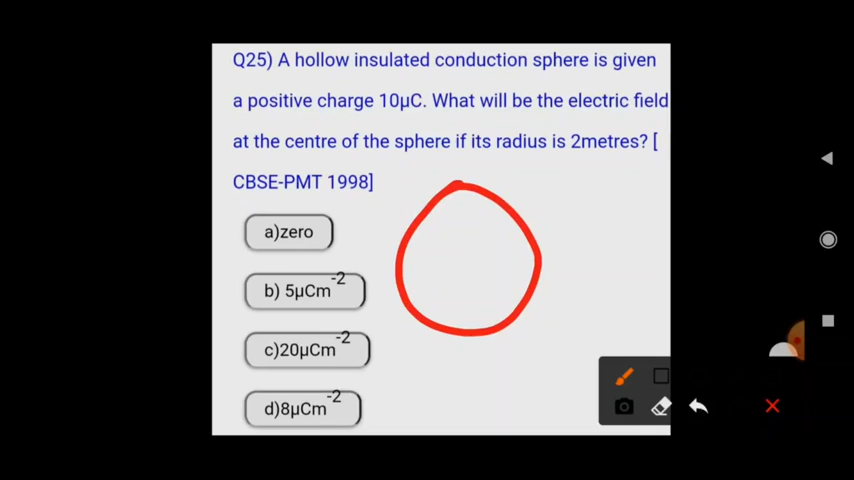 Q25) A hollow insulated conduction sphere is given
a positive charge 10μC. What will be the electric field
at the centre of the sphere if its radius is 2metres? [
CBSE-PMT 1998]
a)zero
b) 5μCm-2
c)20μCm-2
d)8μCm-2